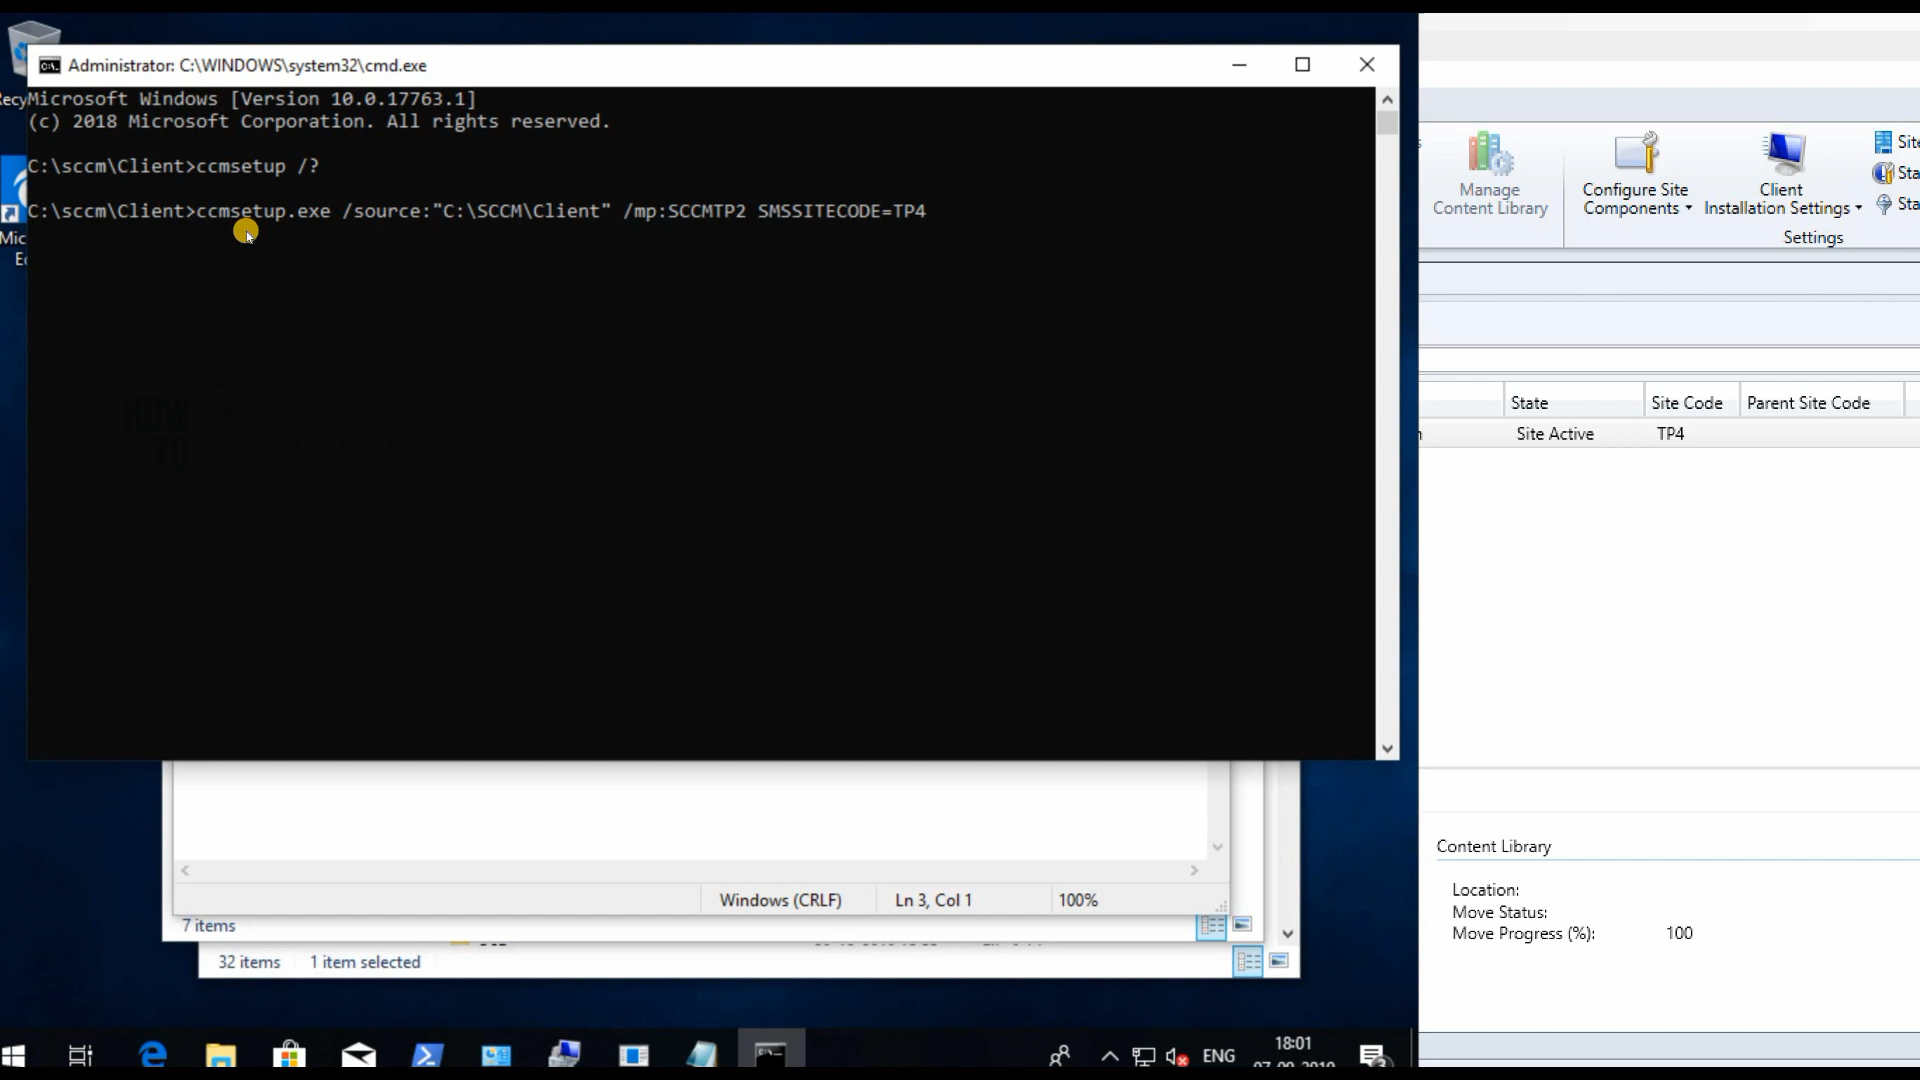 Administrator: C:\WINDOWS\system32\cmd.exe
Microsoft Windows [Version 10.0.17763.1]
(c) 2018 Microsoft Corporation. All rights reserved.
C:\sccm\Client>ccmsetup /?
C:\sccm\Client>ccmsetup.exe /source:"C:\SCCM\Client" /mp:SCCMTP2 SMSSITECODE=TP4
HOW TO
MANAGE
DEVICES
Manage
Content Library
Configure Site
Components
Client
Installation Settings
Settings
State
Site Code
Parent Site Code
Site Active
TP4
Content Library
Location:
Move Status:
Move Progress (%):
100
Windows (CRLF)
Ln 3, Col 1
100%
7 items
32 items
1 item selected
ENG
18:01